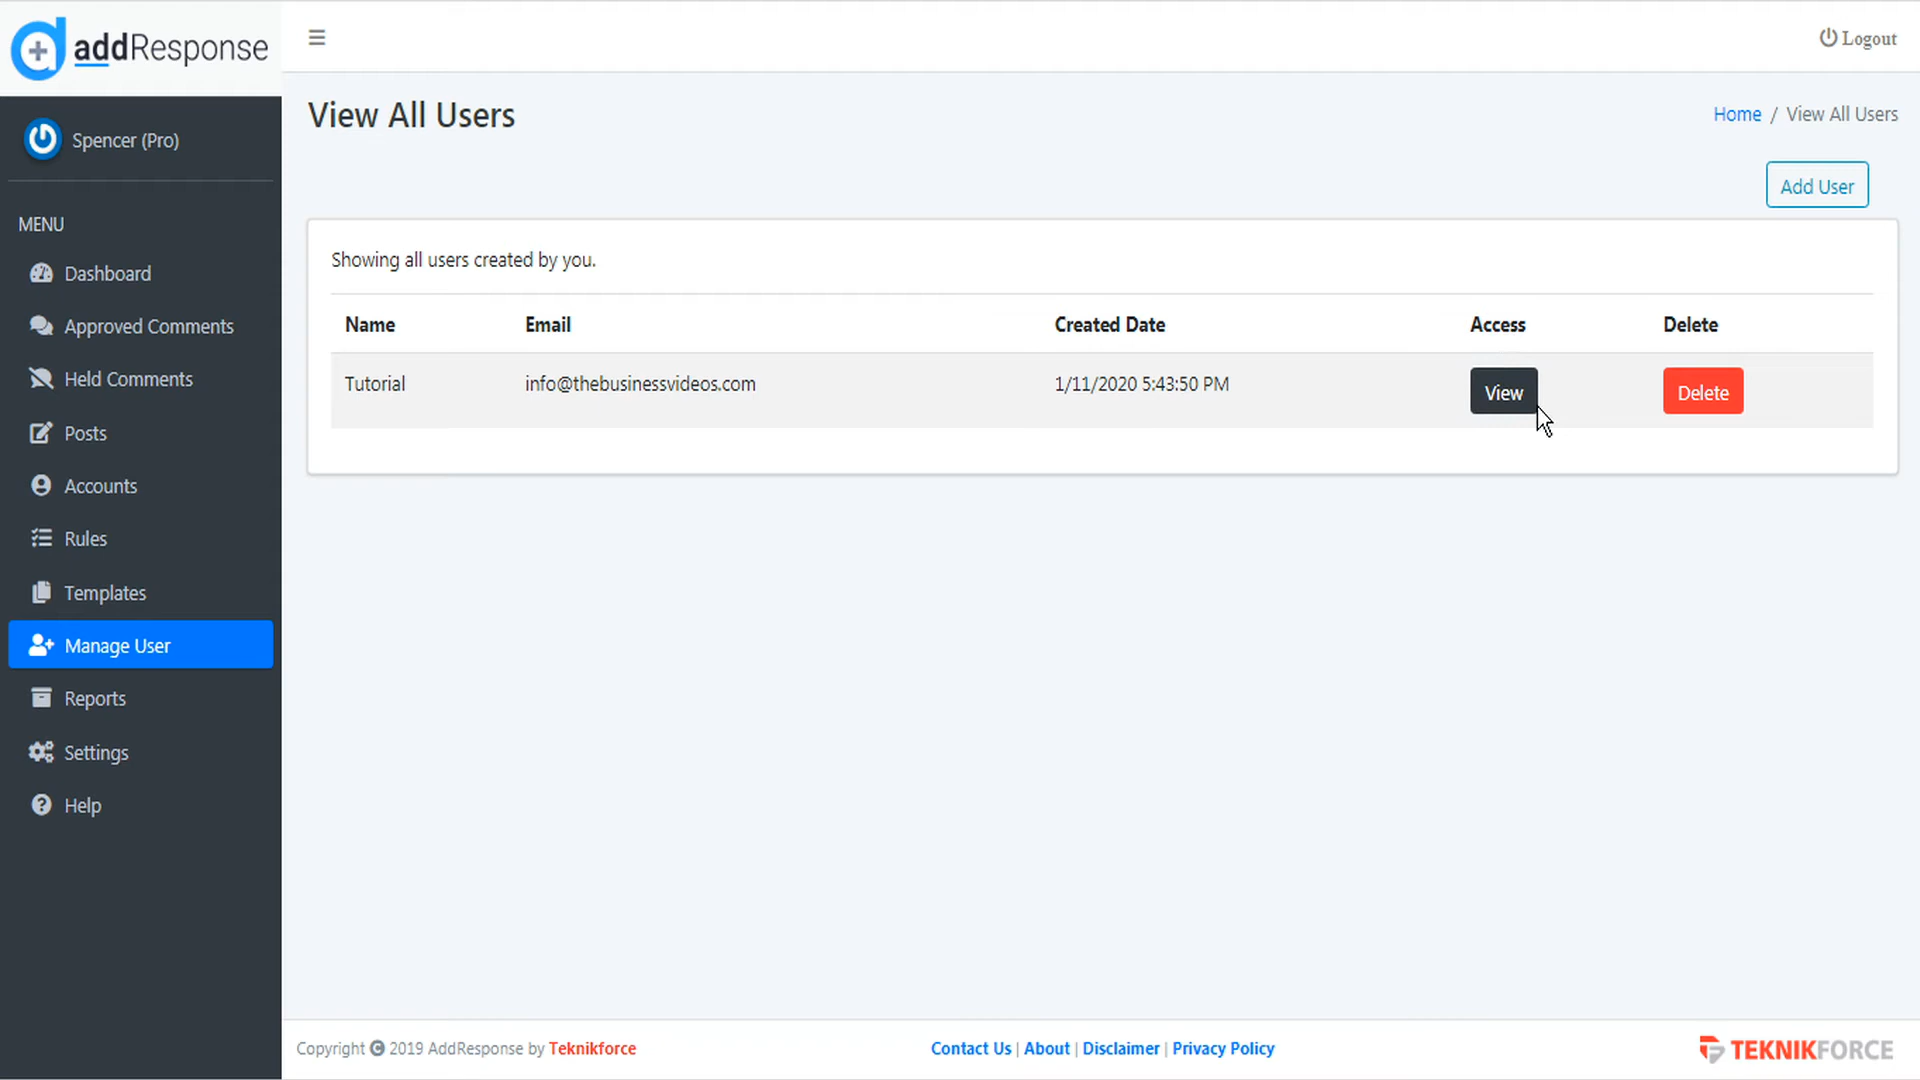 addResponse
Logout
Spencer (Pro)
View All Users
Home / View All Users
Add User
MENU
Dashboard
Approved Comments
Held Comments
Posts
Accounts
Rules
Templates
Manage User
Reports
Settings
Help
Showing all users created by you.
Name Email Created Date Access Delete
Tutorial info@thebusinessvideos.com 1/11/2020 5:43:50 PM View Delete
Copyright © 2019 AddResponse by Teknikforce
Contact Us | About | Disclaimer | Privacy Policy
TEKNIKFORCE